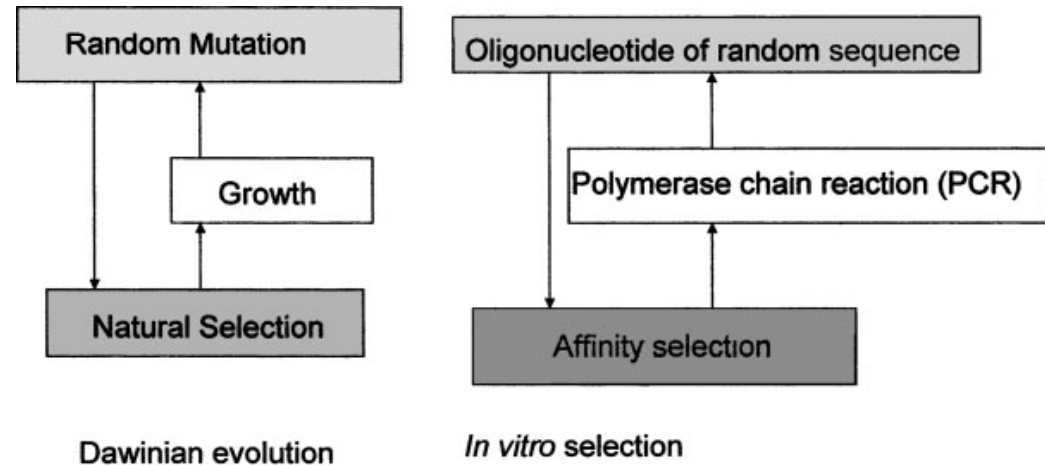 Random Mutation
Growth
Natural Selection
Dawinian evolution
Oligonucleotide of random sequence
Polymerase chain reaction (PCR)
Affinity selection
In vitro selection